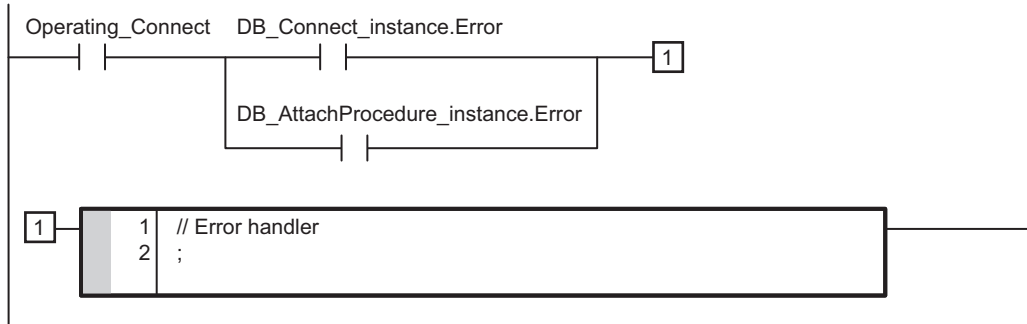 Operating_Connect DB_Connect_instance.Error
1
DB_AttachProcedure_instance.Error
1
1 // Error handler
2 ;